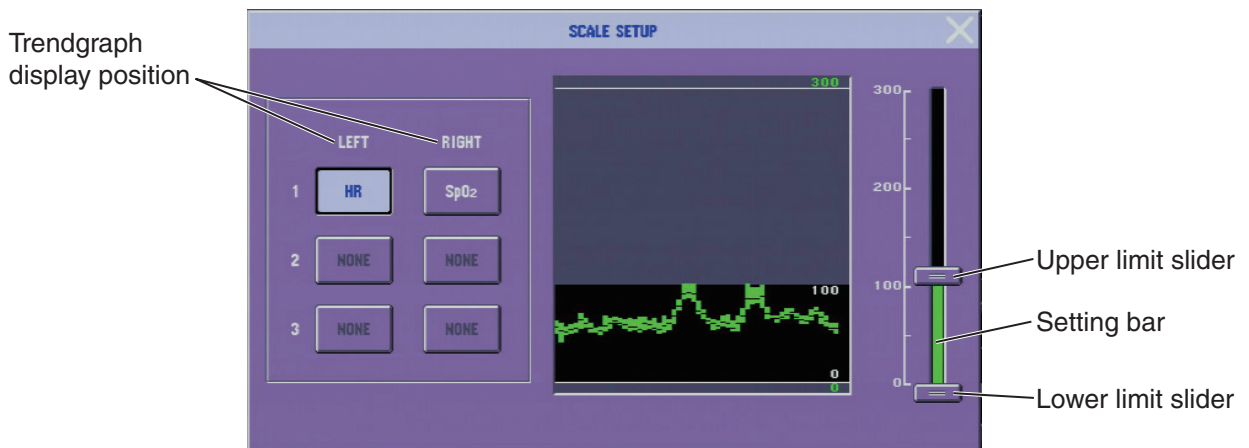 SCALE SETUP
Trendgraph
display position
LEFT RIGHT
1 HR SpO2
2 NONE NONE
3 NONE NONE
300
100
0
0
300
200
100
0
Upper limit slider
Setting bar
Lower limit slider